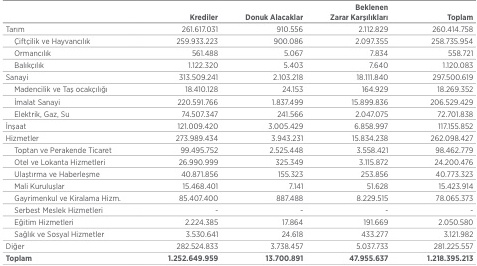 Beklenen
Krediler Donuk Alacaklar Zarar Karşılıkları Toplam
Tarım 261.617.031 910.556 2.112.829 260.414.758
Çiftçilik ve Hayvancılık 259.933.223 900.086 2.097.355 258.735.954
Ormancılık 561.488 5.067 7.834 558.721
Balıkçılık 1.122.320 5.403 7.640 1.120.083
Sanayi 313.509.241 2.103.218 18.111.840 297.500.619
Madencilik ve Taş ocakçılığı 18.410.128 24.153 164.929 18.269.352
İmalat Sanayi 220.591.766 1.837.499 15.899.836 206.529.429
Elektrik, Gaz, Su 74.507.347 241.566 2.047.075 72.701.838
İnşaat 121.009.420 3.005.429 6.858.997 117.155.852
Hizmetler 273.989.434 3.943.231 15.834.238 262.098.427
Toptan ve Perakende Ticaret 99.495.752 2.525.448 3.558.421 98.462.779
Otel ve Lokanta Hizmetleri 26.990.999 325.349 3.115.872 24.200.476
Ulaştırma ve Haberleşme 40.871.856 155.323 253.856 40.773.323
Mali Kuruluşlar 15.468.401 7.141 51.628 15.423.914
Gayrimenkul ve Kiralama Hizm. 85.407.400 887.488 8.229.515 78.065.373
Serbest Meslek Hizmetleri - - - -
Eğitim Hizmetleri 2.224.385 17.864 191.669 2.050.580
Sağlık ve Sosyal Hizmetler 3.530.641 24.618 433.277 3.121.982
Diğer 282.524.833 3.738.457 5.037.733 281.225.557
Toplam 1.252.649.959 13.700.891 47.955.637 1.218.395.213